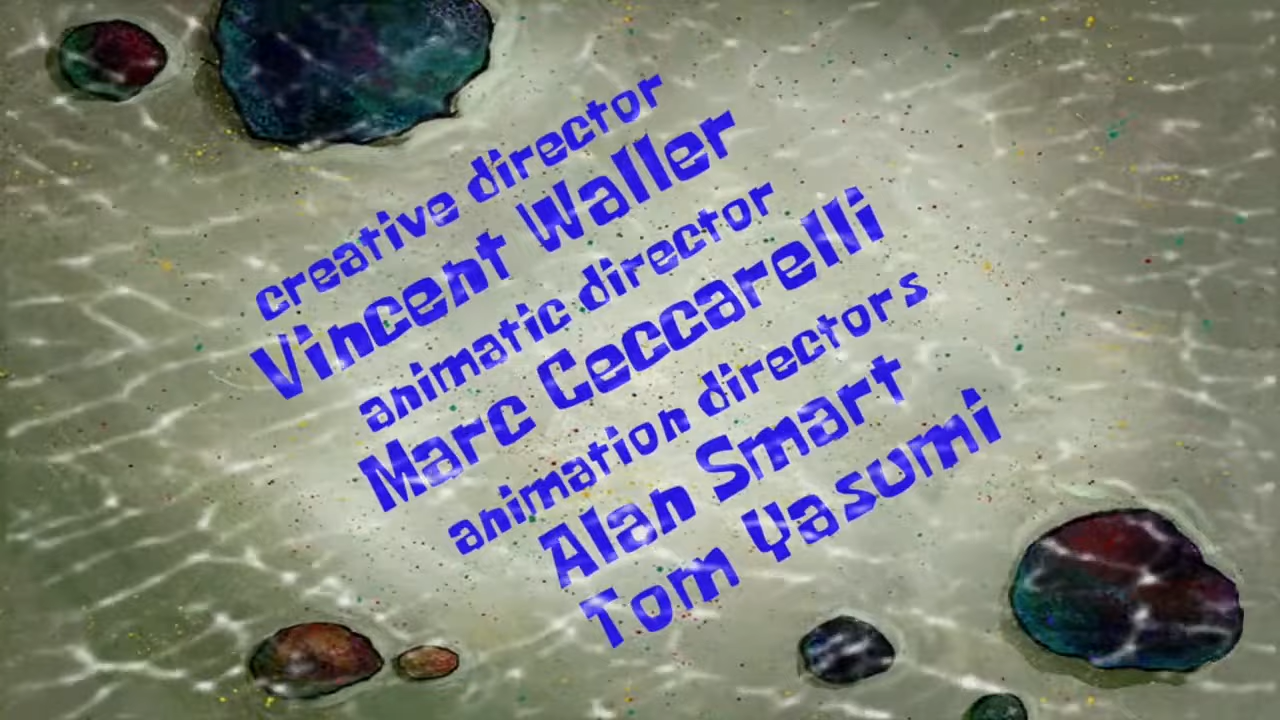 creative director
Vincent Waller
animatic director
Marc Ceccarelli
animation directors
Alan Smart
Tom Yasumi